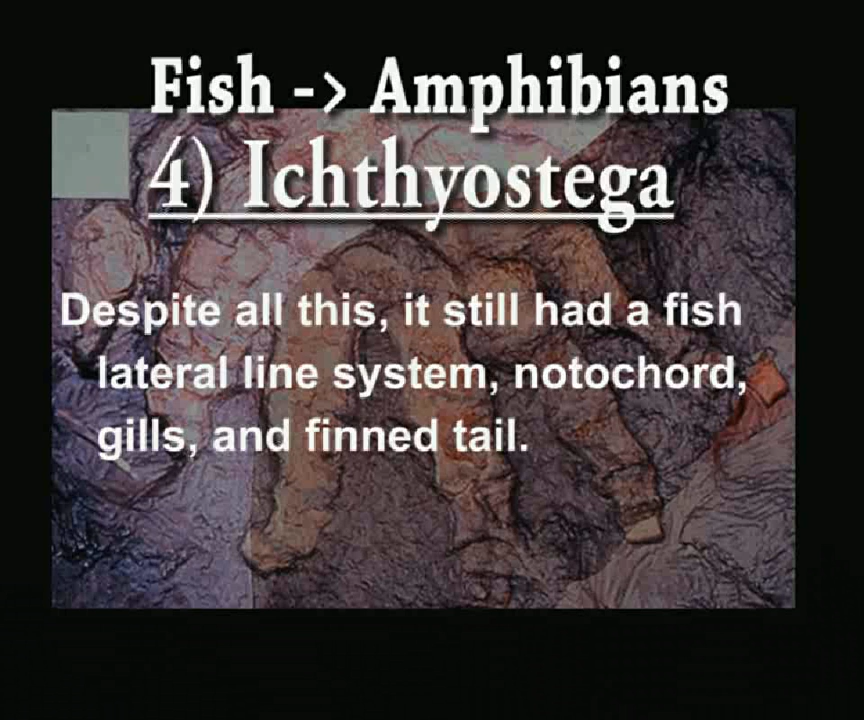 Fish -> Amphibians
4) Ichthyostega
Despite all this, it still had a fish
lateral line system, notochord,
gills, and finned tail.